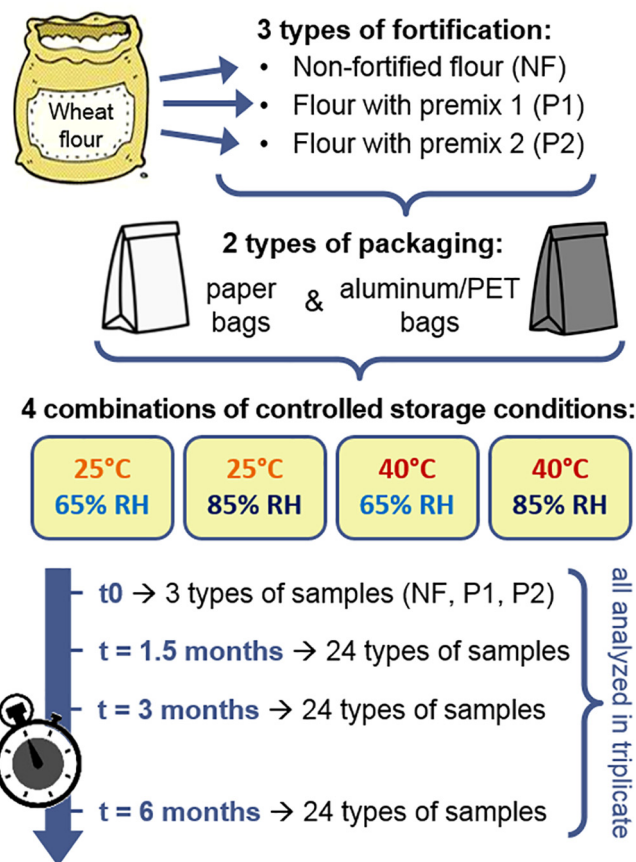 Wheat
flour
3 types of fortification:
• Non-fortified flour (NF)
• Flour with premix 1 (P1)
• Flour with premix 2 (P2)
2 types of packaging:
paper
bags
&
aluminum/PET
bags
4 combinations of controlled storage conditions:
25°C
65% RH
25°C
85% RH
40°C
65% RH
40°C
85% RH
t0 → 3 types of samples (NF, P1, P2)
t = 1.5 months → 24 types of samples
t = 3 months → 24 types of samples
t = 6 months → 24 types of samples
all analyzed in triplicate